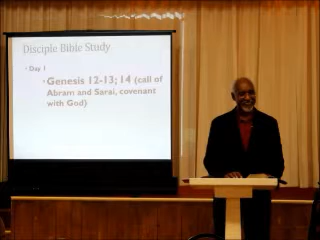 Disciple Bible Study
• Day 1
• Genesis 12-13; 14 (call of
Abram and Sarai, covenant
with God)